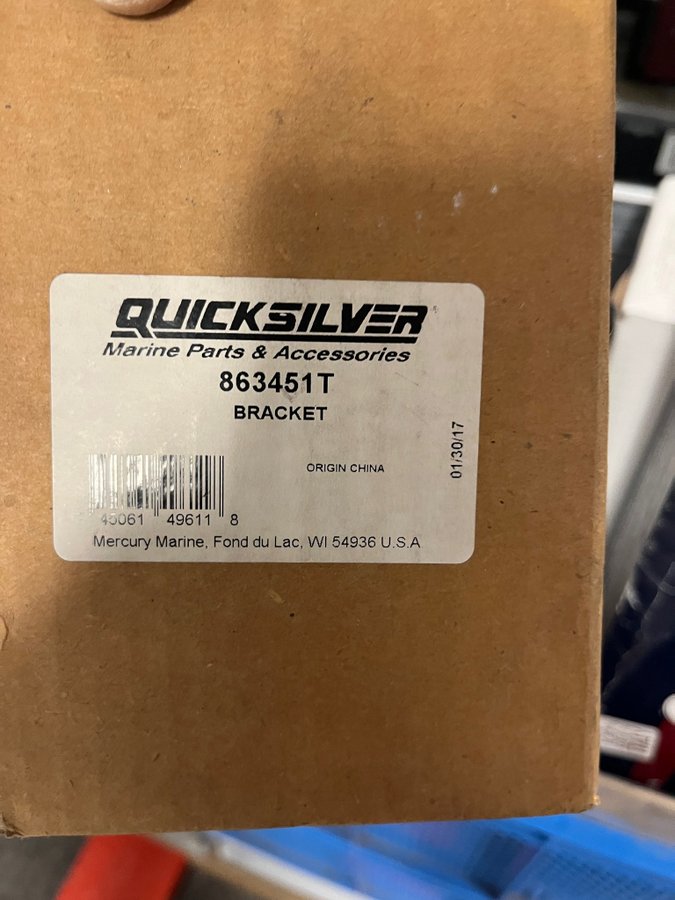 QUICKSILVER
Marine Parts & Accessories
863451T
BRACKET
ORIGIN CHINA
01/30/17
45061 49611 8
Mercury Marine, Fond du Lac, WI 54936 U.S.A